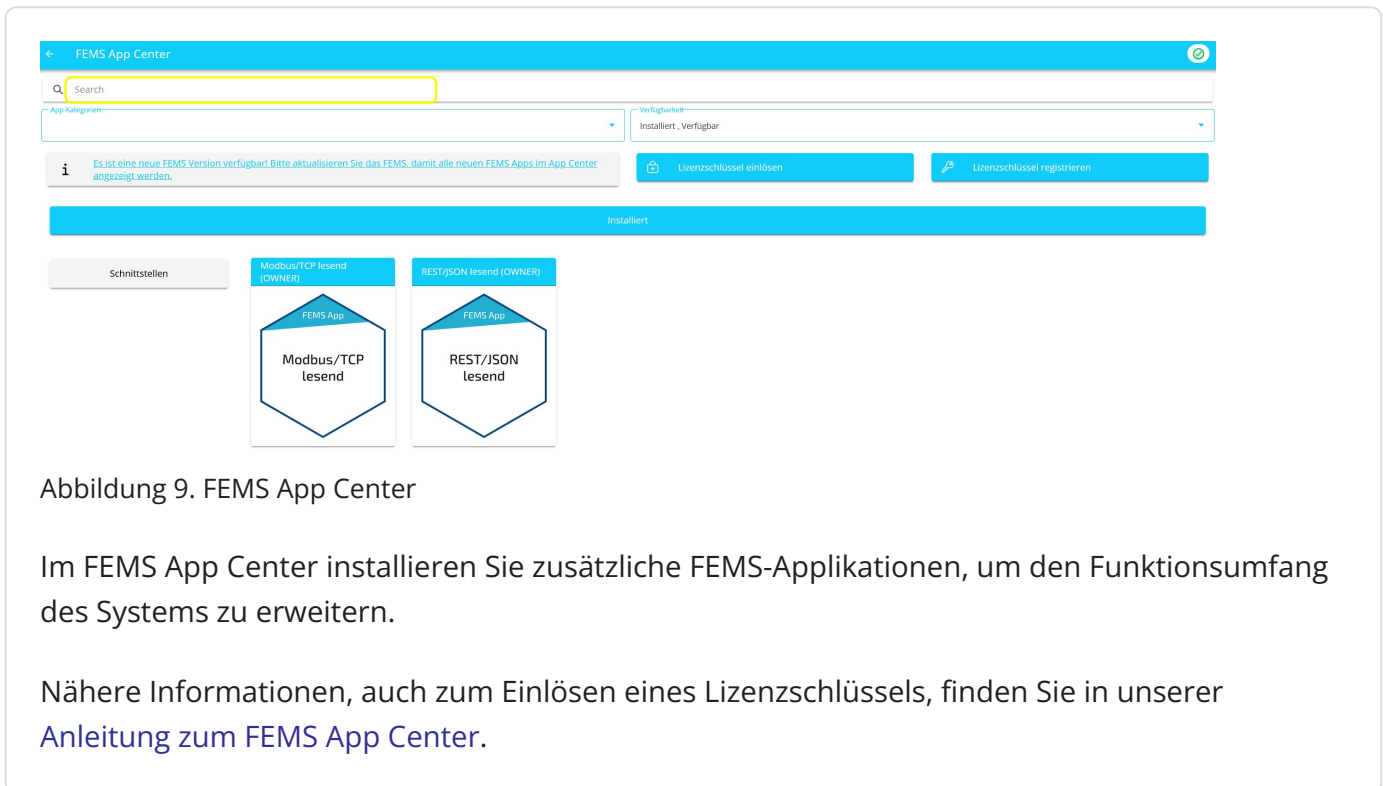 FEMS App Center
Search
App-Kategorien
Verfügbarkeit
Installiert , Verfügbar
Es ist eine neue FEMS Version verfügbar! Bitte aktualisieren Sie das FEMS, damit alle neuen FEMS Apps im App Center
angezeigt werden.
Lizenzschlüssel einlösen
Lizenzschlüssel registrieren
Installiert
Schnittstellen
Modbus/TCP lesend
(OWNER)
FEMS App
Modbus/TCP
lesend
REST/JSON lesend (OWNER)
FEMS App
REST/JSON
lesend
Abbildung 9. FEMS App Center
Im FEMS App Center installieren Sie zusätzliche FEMS-Applikationen, um den Funktionsumfang
des Systems zu erweitern.
Nähere Informationen, auch zum Einlösen eines Lizenzschlüssels, finden Sie in unserer
Anleitung zum FEMS App Center.